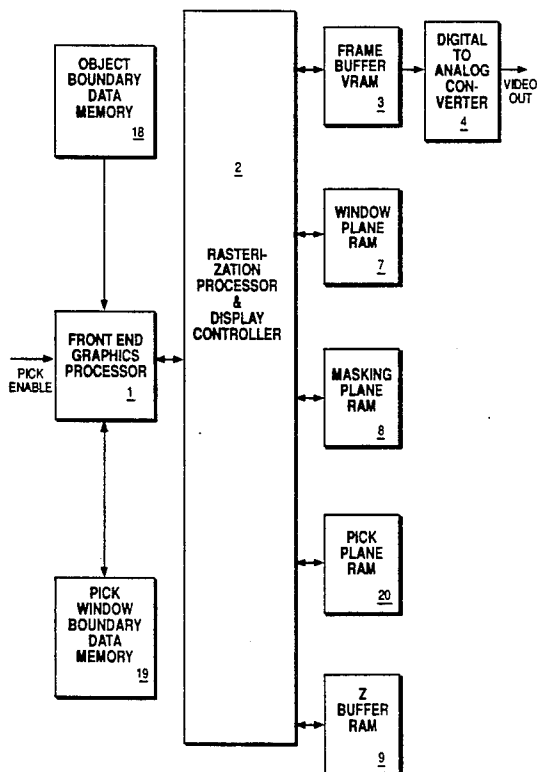 OBJECT
BOUNDARY
DATA
MEMORY
18
FRONT END
GRAPHICS
PROCESSOR
1
PICK
ENABLE
PICK
WINDOW
BOUNDARY
DATA
MEMORY
19
2
RASTERI-
ZATION
PROCESSOR
&
DISPLAY
CONTROLLER
FRAME
BUFFER
VRAM
3
DIGITAL
TO
ANALOG
CON-
VERTER
4
VIDEO
OUT
WINDOW
PLANE
RAM
7
MASKING
PLANE
RAM
8
PICK
PLANE
RAM
20
Z
BUFFER
RAM
9